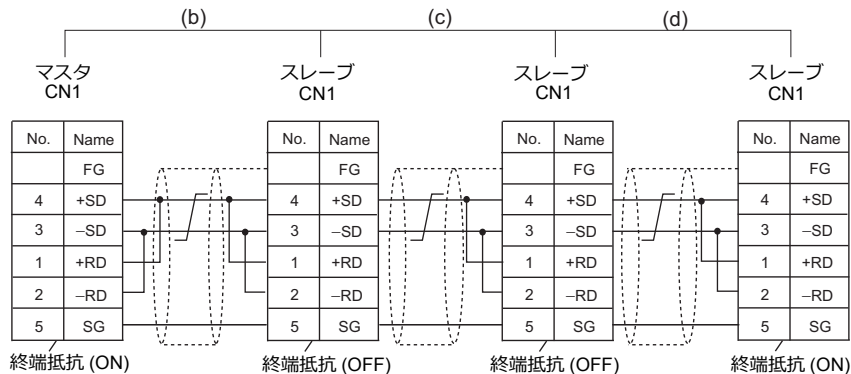 (b) (c) (d)
マスタ
CN1
スレーブ
CN1
スレーブ
CN1
スレーブ
CN1
No. Name
FG
4 +SD
3 –SD
1 +RD
2 –RD
5 SG
終端抵抗 (ON)
No. Name
FG
4 +SD
3 –SD
1 +RD
2 –RD
5 SG
終端抵抗 (OFF)
No. Name
FG
4 +SD
3 –SD
1 +RD
2 –RD
5 SG
終端抵抗 (OFF)
No. Name
FG
4 +SD
3 –SD
1 +RD
2 –RD
5 SG
終端抵抗 (ON)